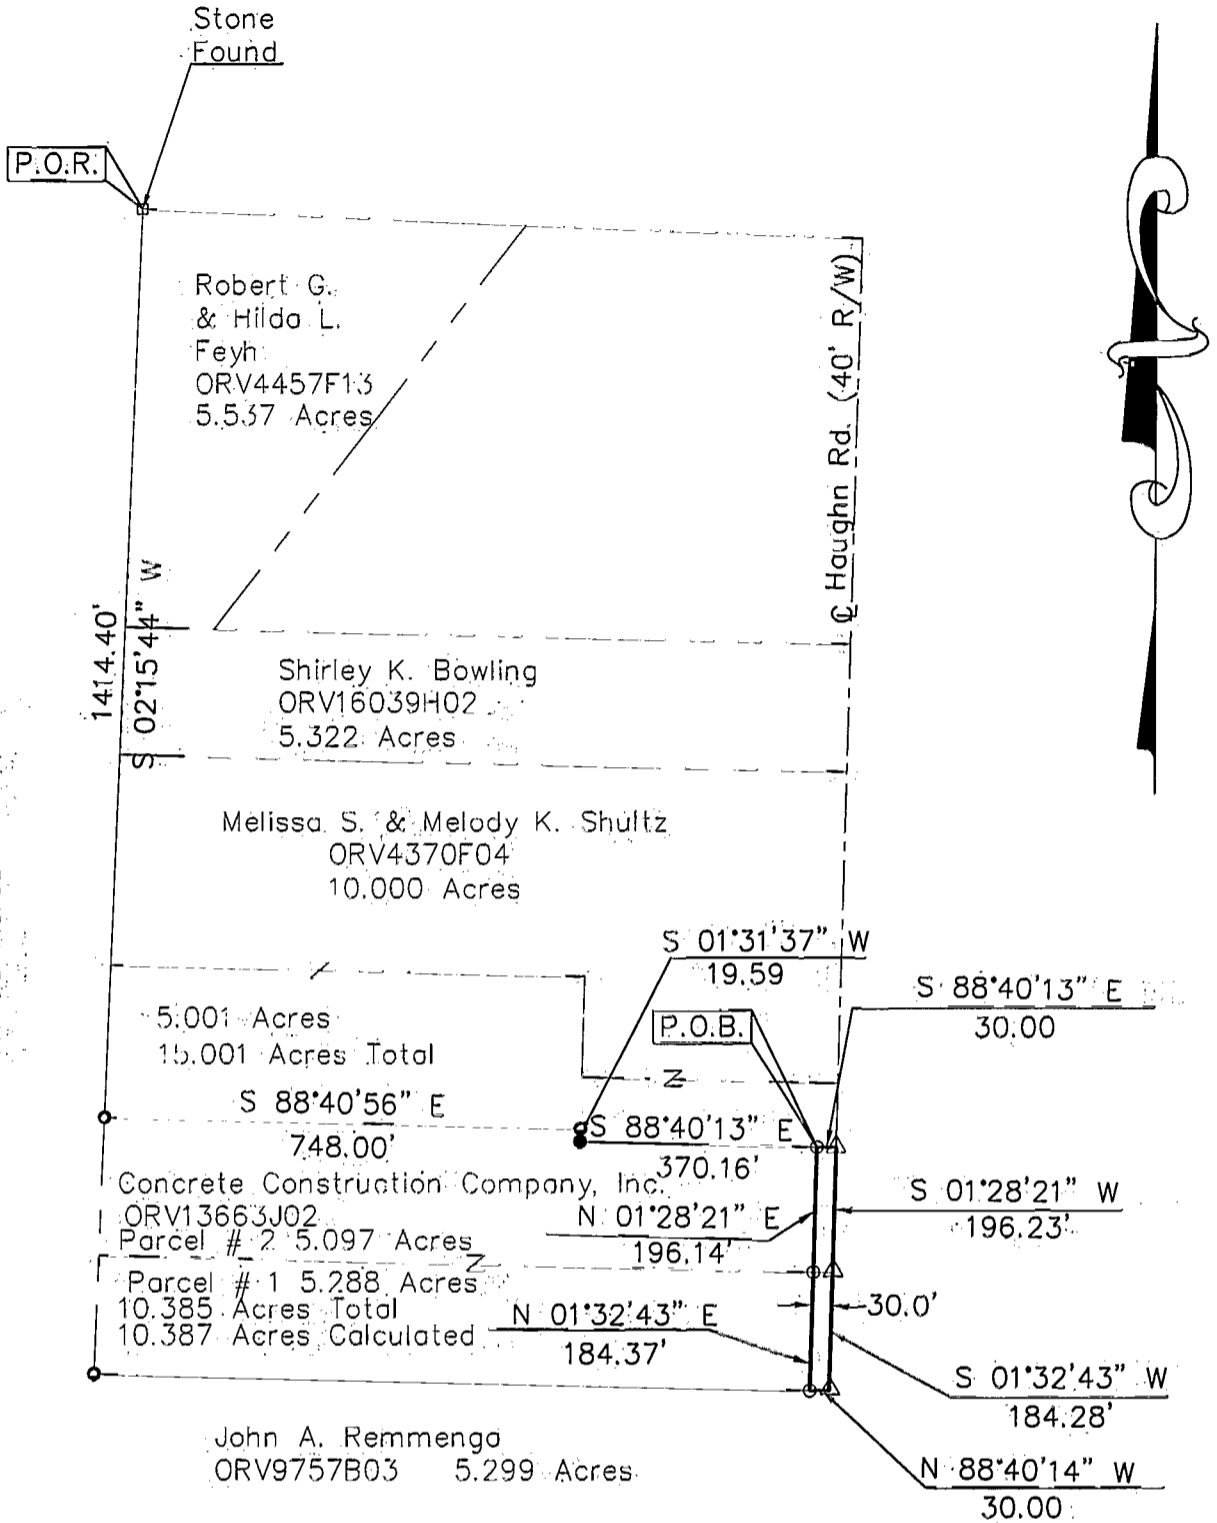 Stone
Found
P.O.R.
Robert G.
& Hilda L.
Feyh
ORV4457F13
5.537 Acres
℄ Haughn Rd. (40' R/W)
1414.40'
S 02°15'44" W
Shirley K. Bowling
ORV16039H02
5.322 Acres
Melissa S. & Melody K. Shultz
ORV4370F04
10.000 Acres
S 01°31'37" W
19.59
S 88°40'13" E
30.00
P.O.B.
5.001 Acres
15.001 Acres Total
Z
S 88°40'56" E
748.00'
S 88°40'13" E
370.16'
Concrete Construction Company, Inc.
ORV13663J02
Parcel # 2 5.097 Acres
N 01°28'21" E
196.14'
S 01°28'21" W
196.23'
Z
Parcel # 1 5.288 Acres
10.385 Acres Total
10.387 Acres Calculated
30.0'
N 01°32'43" E
184.37'
S 01°32'43" W
184.28'
John A. Remmenga
ORV9757B03 5.299 Acres
N 88°40'14" W
30.00